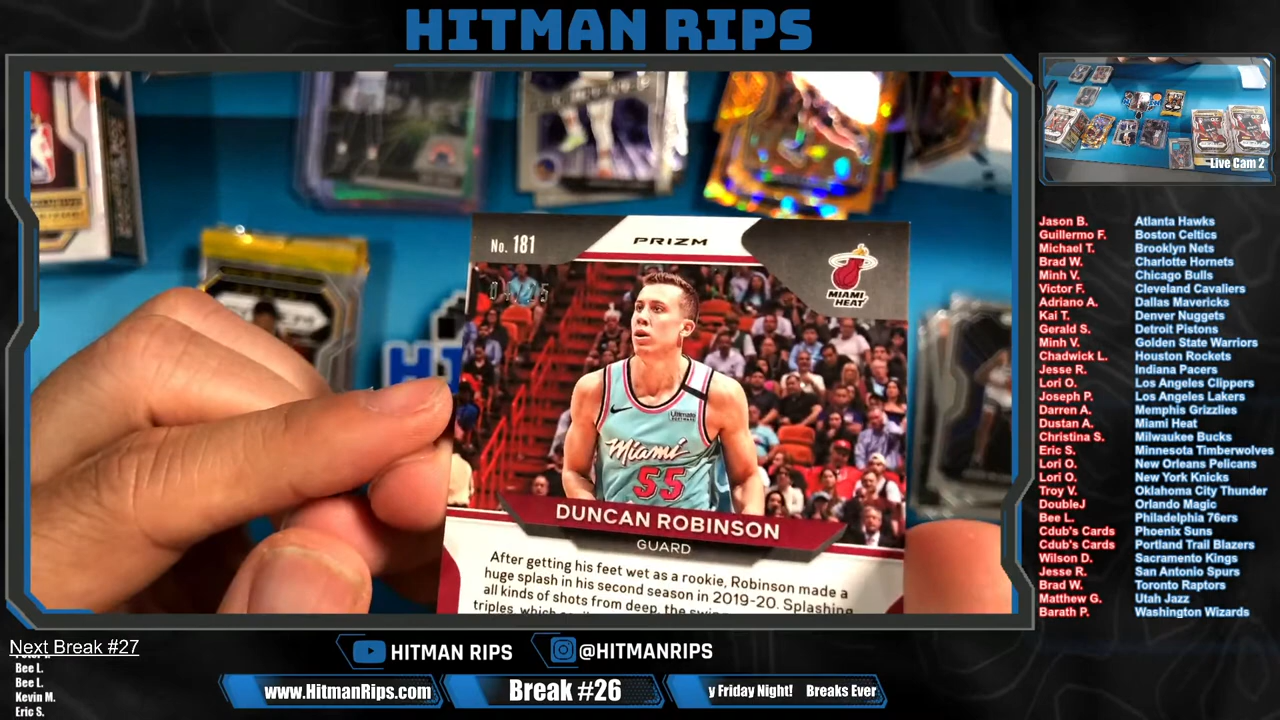 HITMAN RIPS
Live Cam 2
No. 181
PRIZM
MIAMI
HEAT
Miami
55
DUNCAN ROBINSON
GUARD
After getting his feet wet as a rookie, Robinson made a
huge splash in his second season in 2019-20. Splashing
all kinds of shots from deep, the
triples, which
Jason B. Atlanta Hawks
Guillermo F. Boston Celtics
Michael T. Brooklyn Nets
Brad W. Charlotte Hornets
Minh V. Chicago Bulls
Victor F. Cleveland Cavaliers
Adriano A. Dallas Mavericks
Kai T. Denver Nuggets
Gerald S. Detroit Pistons
Minh V. Golden State Warriors
Chadwick L. Houston Rockets
Jesse R. Indiana Pacers
Lori O. Los Angeles Clippers
Joseph P. Los Angeles Lakers
Darren A. Memphis Grizzlies
Dustan A. Miami Heat
Christina S. Milwaukee Bucks
Eric S. Minnesota Timberwolves
Lori O. New Orleans Pelicans
Lori O. New York Knicks
Troy V. Oklahoma City Thunder
DoubleJ Orlando Magic
Bee L. Philadelphia 76ers
Cdub's Cards Phoenix Suns
Cdub's Cards Portland Trail Blazers
Wilson D. Sacramento Kings
Jesse R. San Antonio Spurs
Brad W. Toronto Raptors
Matthew G. Utah Jazz
Barath P. Washington Wizards
Next Break #27
Bee L.
Bee L.
Kevin M.
Eric S.
HITMAN RIPS
@HITMANRIPS
www.HitmanRips.com
Break #26
y Friday Night! Breaks Ever